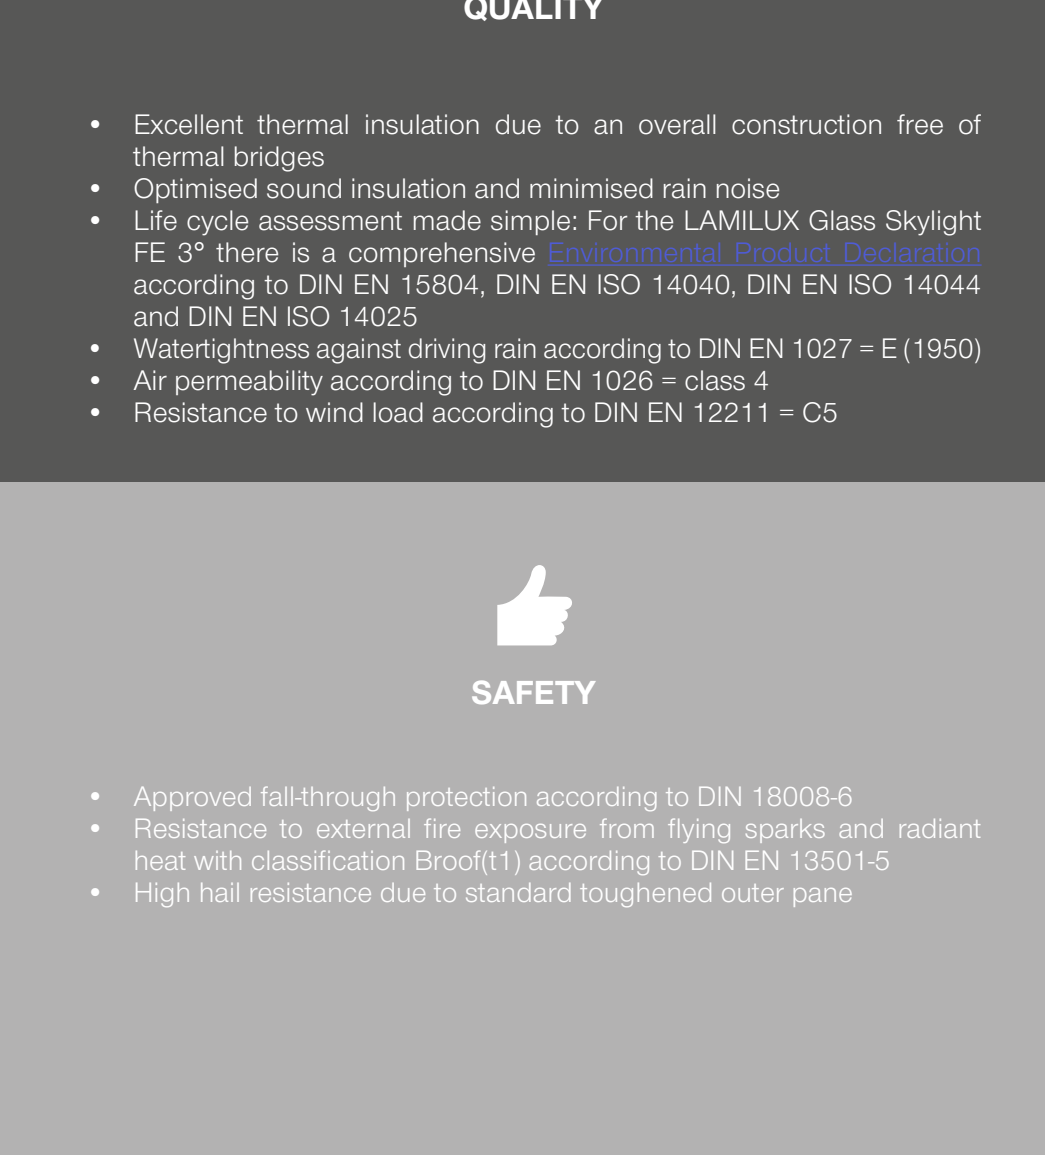 QUALITY
• Excellent thermal insulation due to an overall construction free of
thermal bridges
• Optimised sound insulation and minimised rain noise
• Life cycle assessment made simple: For the LAMILUX Glass Skylight
FE 3° there is a comprehensive Environmental Product Declaration
according to DIN EN 15804, DIN EN ISO 14040, DIN EN ISO 14044
and DIN EN ISO 14025
• Watertightness against driving rain according to DIN EN 1027 = E (1950)
• Air permeability according to DIN EN 1026 = class 4
• Resistance to wind load according to DIN EN 12211 = C5
SAFETY
• Approved fall-through protection according to DIN 18008-6
• Resistance to external fire exposure from flying sparks and radiant
heat with classification Broof(t1) according to DIN EN 13501-5
• High hail resistance due to standard toughened outer pane